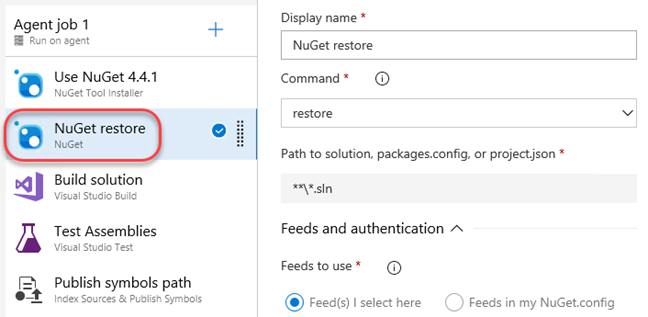 Agent job 1
Run on agent
Use NuGet 4.4.1
NuGet Tool Installer
NuGet restore
NuGet
Build solution
Visual Studio Build
Test Assemblies
Visual Studio Test
Publish symbols path
Index Sources & Publish Symbols
Display name *
NuGet restore
Command *
restore
Path to solution, packages.config, or project.json *
**\*.sln
Feeds and authentication
Feeds to use *
Feed(s) I select here
Feeds in my NuGet.config